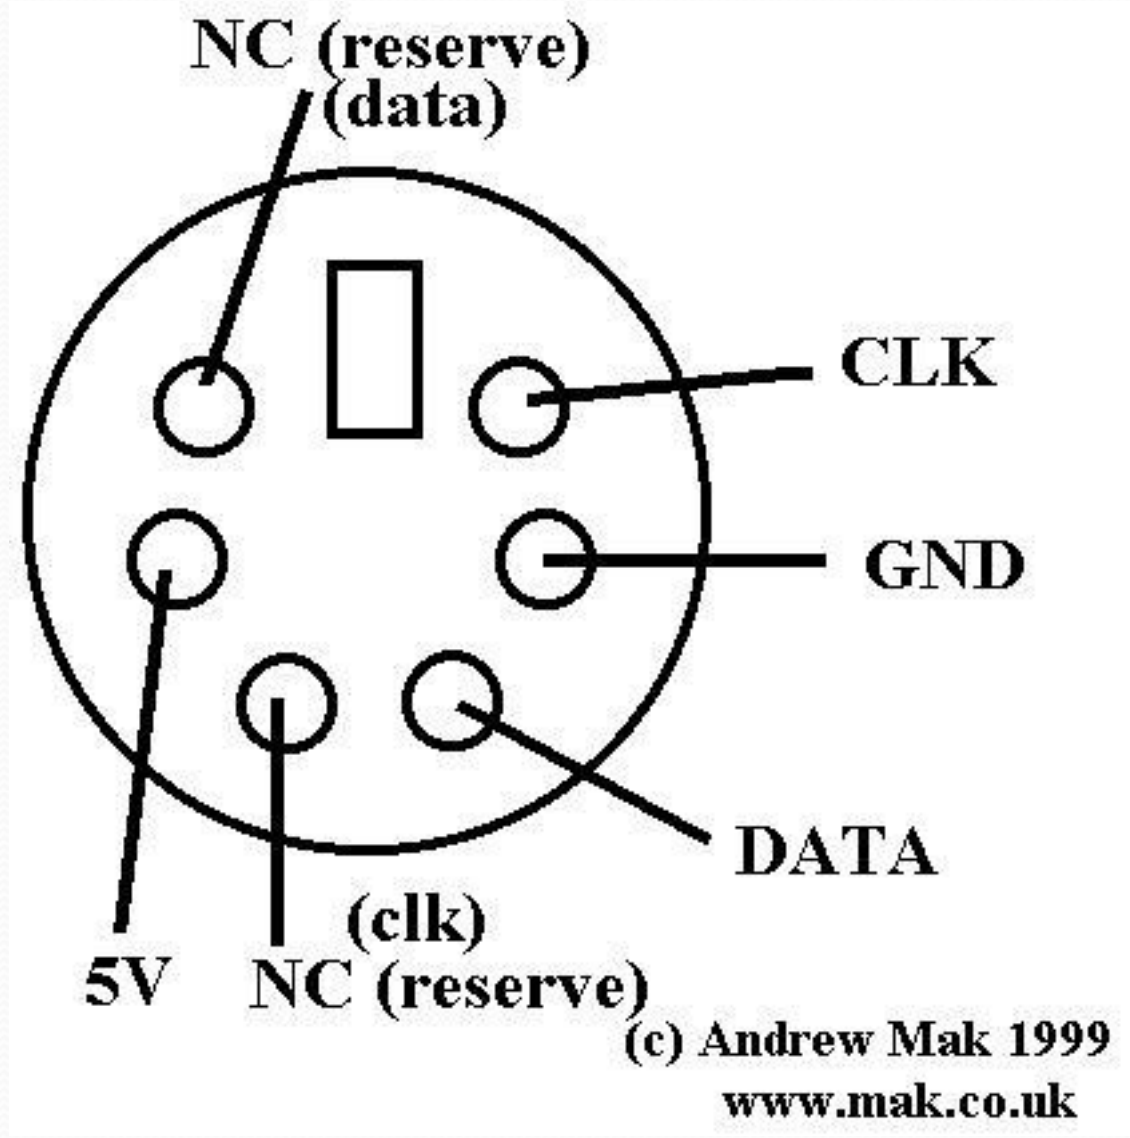 NC (reserve)
(data)
CLK
GND
DATA
(clk)
5V
NC (reserve)
(c) Andrew Mak 1999
www.mak.co.uk